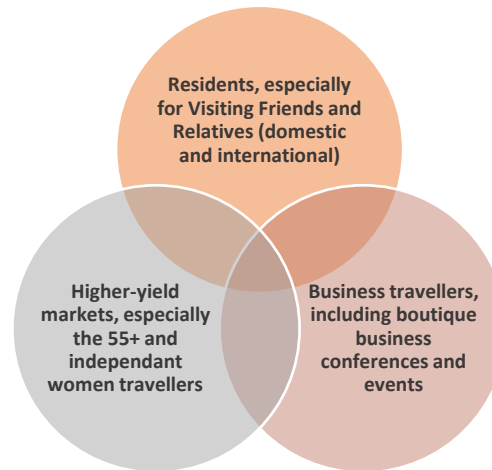 Residents, especially
for Visiting Friends and
Relatives (domestic
and international)
Higher-yield
markets, especially
the 55+ and
independant
women travellers
Business travellers,
including boutique
business
conferences and
events